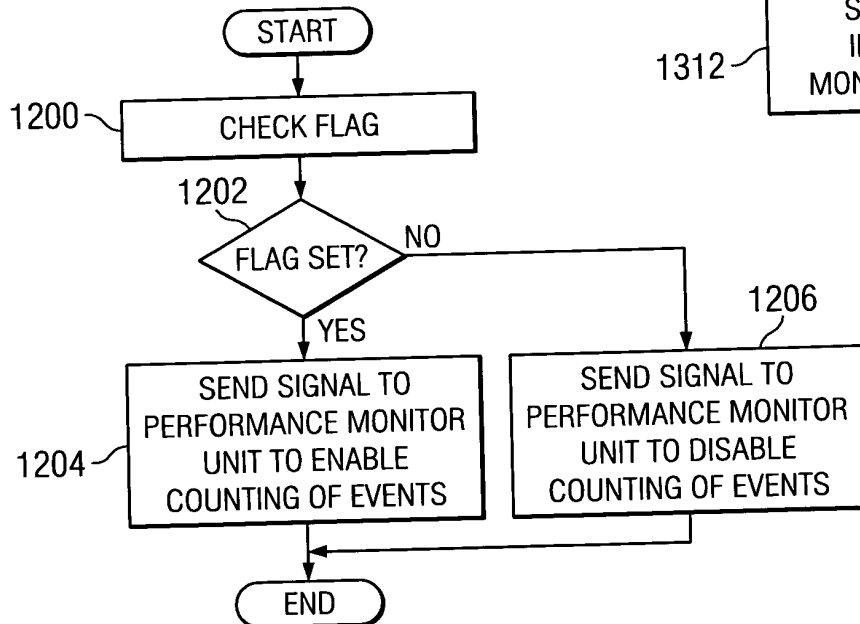 START
1312
1200
CHECK FLAG
1202
FLAG SET?
NO
YES
1206
1204
SEND SIGNAL TO
PERFORMANCE MONITOR
UNIT TO ENABLE
COUNTING OF EVENTS
SEND SIGNAL TO
PERFORMANCE MONITOR
UNIT TO DISABLE
COUNTING OF EVENTS
END